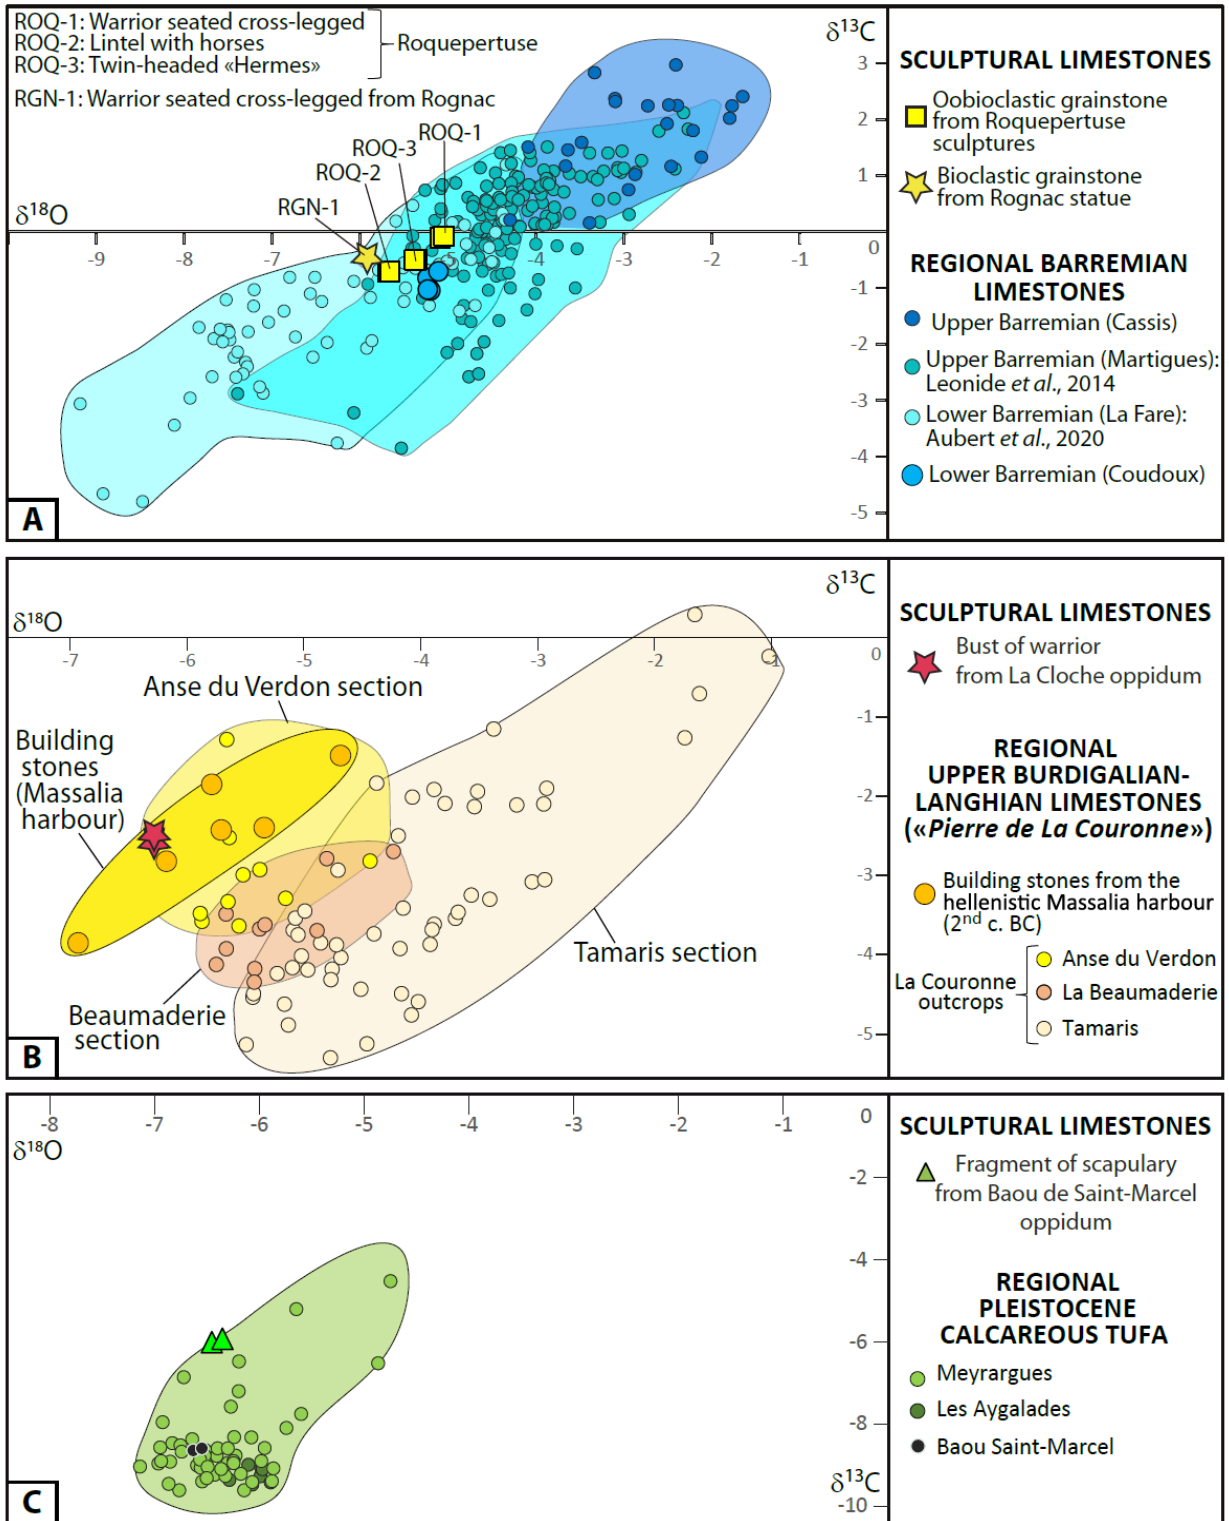 ROQ-1: Warrior seated cross-legged
ROQ-2: Lintel with horses
ROQ-3: Twin-headed «Hermes»
Roquepertuse
RGN-1: Warrior seated cross-legged from Rognac
ROQ-1
ROQ-3
ROQ-2
RGN-1
δ18O
δ13C
-9
-8
-7
-6
-5
-4
-3
-2
-1
0
3
2
1
-1
-2
-3
-4
-5
A
SCULPTURAL LIMESTONES
Oobioclastic grainstone
from Roquepertuse
sculptures
Bioclastic grainstone
from Rognac statue
REGIONAL BARREMIAN
LIMESTONES
Upper Barremian (Cassis)
Upper Barremian (Martigues):
Leonide et al., 2014
Lower Barremian (La Fare):
Aubert et al., 2020
Lower Barremian (Coudoux)
δ18O
δ13C
-7
-6
-5
-4
-3
-2
-1
0
-1
-2
-3
-4
-5
Anse du Verdon section
Building
stones
(Massalia
harbour)
Beaumaderie
section
Tamaris section
B
SCULPTURAL LIMESTONES
Bust of warrior
from La Cloche oppidum
REGIONAL
UPPER BURDIGALIAN-
LANGHIAN LIMESTONES
(«Pierre de La Couronne»)
Building stones from the
hellenistic Massalia harbour
(2nd c. BC)
La Couronne
outcrops
Anse du Verdon
La Beaumaderie
Tamaris
-8
-7
-6
-5
-4
-3
-2
-1
0
δ18O
-2
-4
-6
-8
δ13C
-10
C
SCULPTURAL LIMESTONES
Fragment of scapulary
from Baou de Saint-Marcel
oppidum
REGIONAL
PLEISTOCENE
CALCAREOUS TUFA
Meyrargues
Les Aygalades
Baou Saint-Marcel